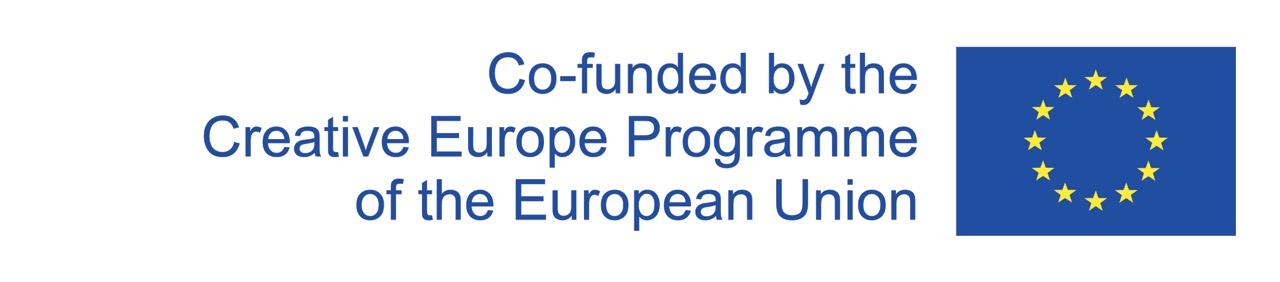 Co-funded by the
Creative Europe Programme
of the European Union